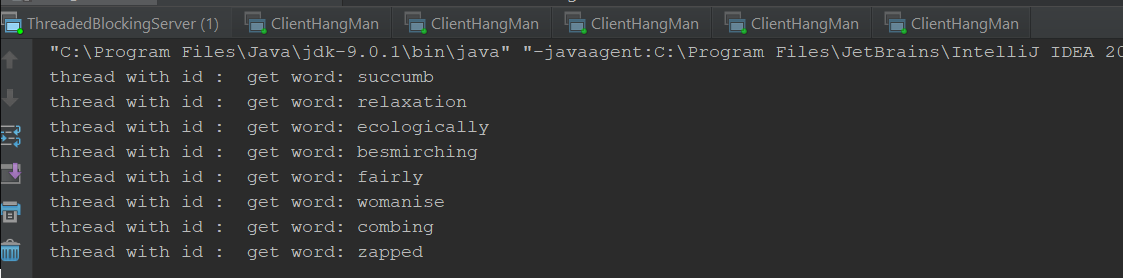 ThreadedBlockingServer (1) ClientHangMan ClientHangMan ClientHangMan ClientHangMan ClientHangMan
"C:\Program Files\Java\jdk-9.0.1\bin\java" "-javaagent:C:\Program Files\JetBrains\IntelliJ IDEA 20
thread with id :  get word: succumb
thread with id :  get word: relaxation
thread with id :  get word: ecologically
thread with id :  get word: besmirching
thread with id :  get word: fairly
thread with id :  get word: womanise
thread with id :  get word: combing
thread with id :  get word: zapped